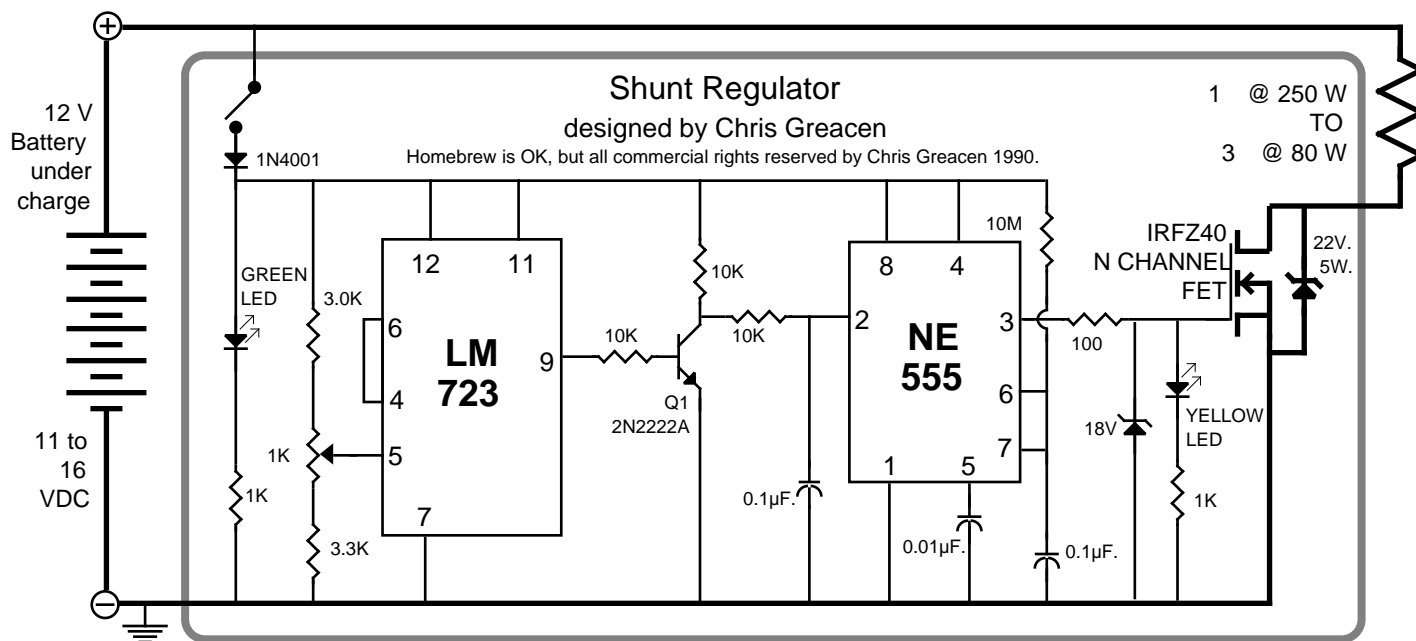 Shunt Regulator
designed by Chris Greacen
Homebrew is OK, but all commercial rights reserved by Chris Greacen 1990.
+
12 V
Battery
under
charge
11 to
16
VDC
−
1N4001
GREEN
LED
1K
3.0K
1K
3.3K
12
11
6
4
5
7
9
LM
723
10K
10K
10K
Q1
2N2222A
0.1µF.
8
4
2
3
6
7
1
5
NE
555
0.01µF.
10M
0.1µF.
100
18V
YELLOW
LED
1K
IRFZ40
N CHANNEL
FET
22V.
5W.
1 @ 250 W
TO
3 @ 80 W